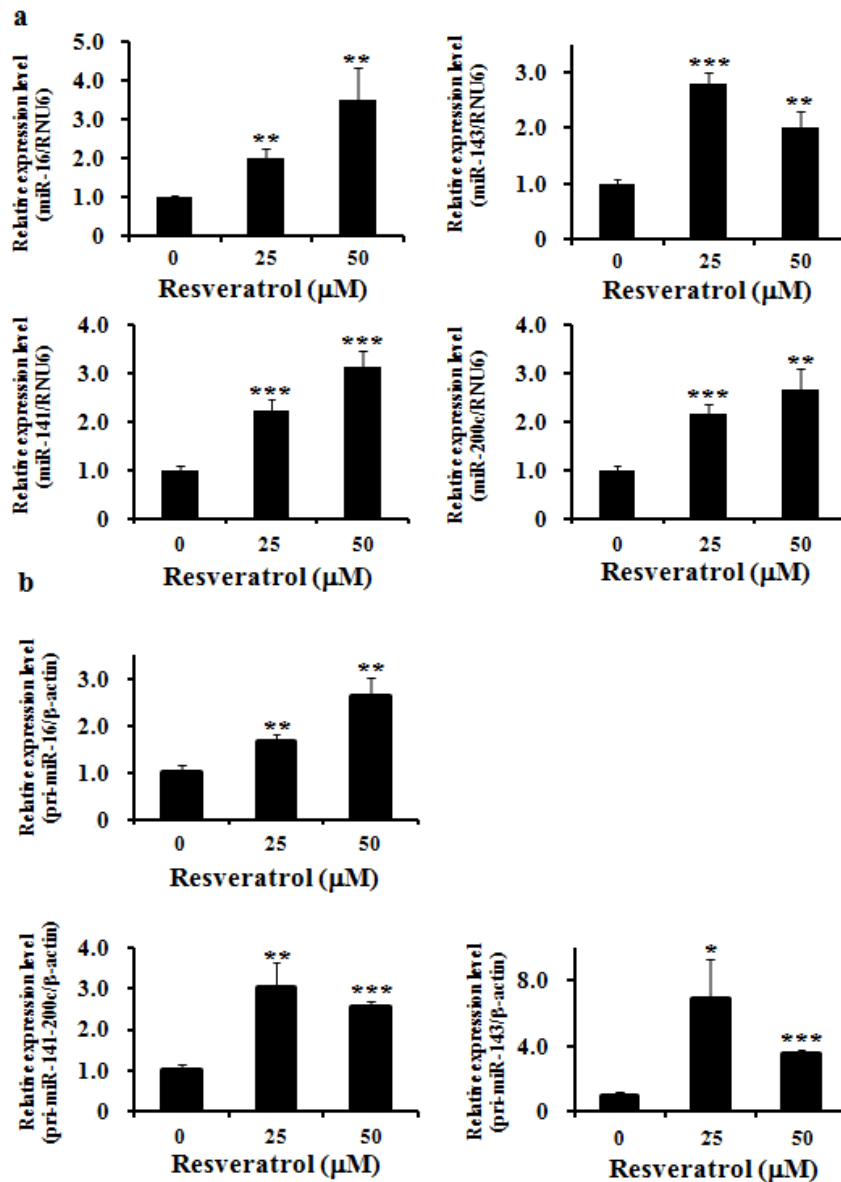 a
Relative expression level
(miR-16/RNU6)
5.0
4.0
3.0
2.0
1.0
0
**
**
0 25 50
Resveratrol (μM)
Relative expression level
(miR-143/RNU6)
3.0
2.0
1.0
0
***
**
0 25 50
Resveratrol (μM)
Relative expression level
(miR-141/RNU6)
4.0
3.0
2.0
1.0
0
***
***
0 25 50
Resveratrol (μM)
Relative expression level
(miR-200c/RNU6)
4.0
3.0
2.0
1.0
0
***
**
0 25 50
Resveratrol (μM)
b
Relative expression level
(pri-miR-16/β-actin)
3.0
2.0
1.0
0
**
**
0 25 50
Resveratrol (μM)
Relative expression level
(pri-miR-141-200c/β-actin)
4.0
3.0
2.0
1.0
0
**
***
0 25 50
Resveratrol (μM)
Relative expression level
(pri-miR-143/β-actin)
8.0
4.0
0
*
***
0 25 50
Resveratrol (μM)